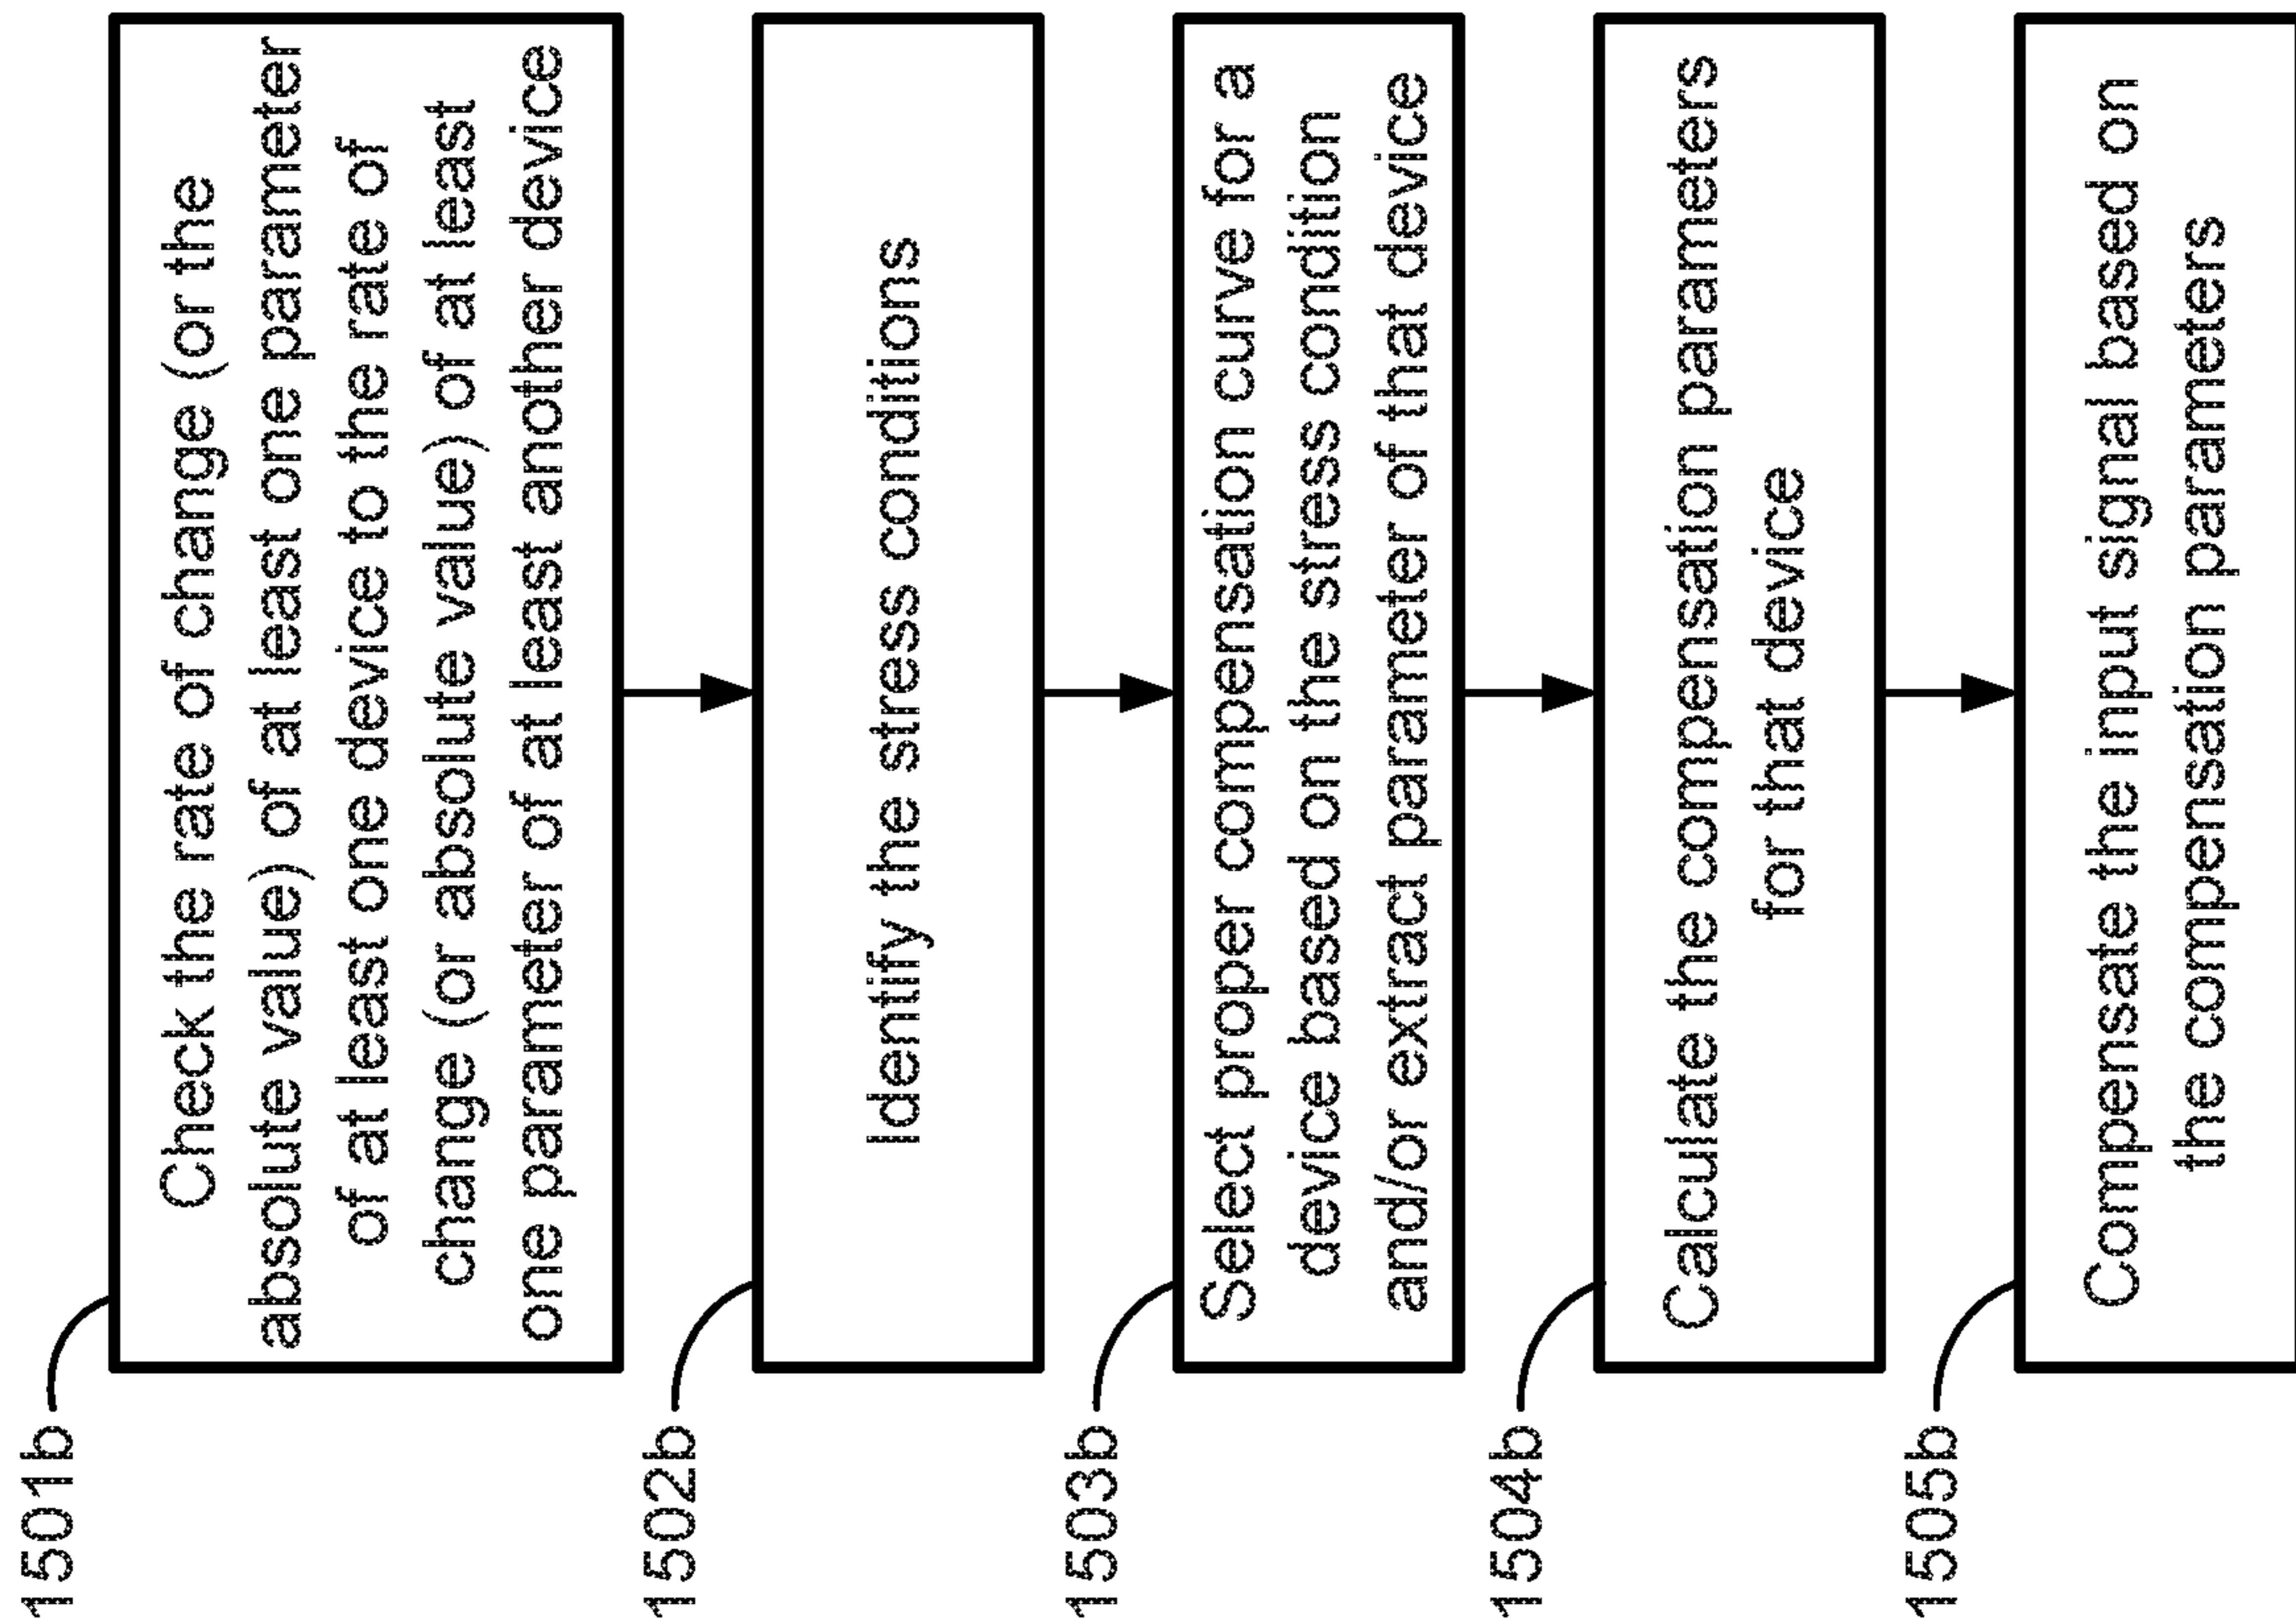 1501b
Check the rate of change (or the
absolute value) of at least one parameter
of at least one device to the rate of
change (or absolute value) of at least
one parameter of at least another device
1502b
Identify the stress conditions
1503b
Select proper compensation curve for a
device based on the stress condition
and/or extract parameter of that device
1504b
Calculate the compensation parameters
for that device
1505b
Compensate the input signal based on
the compensation parameters